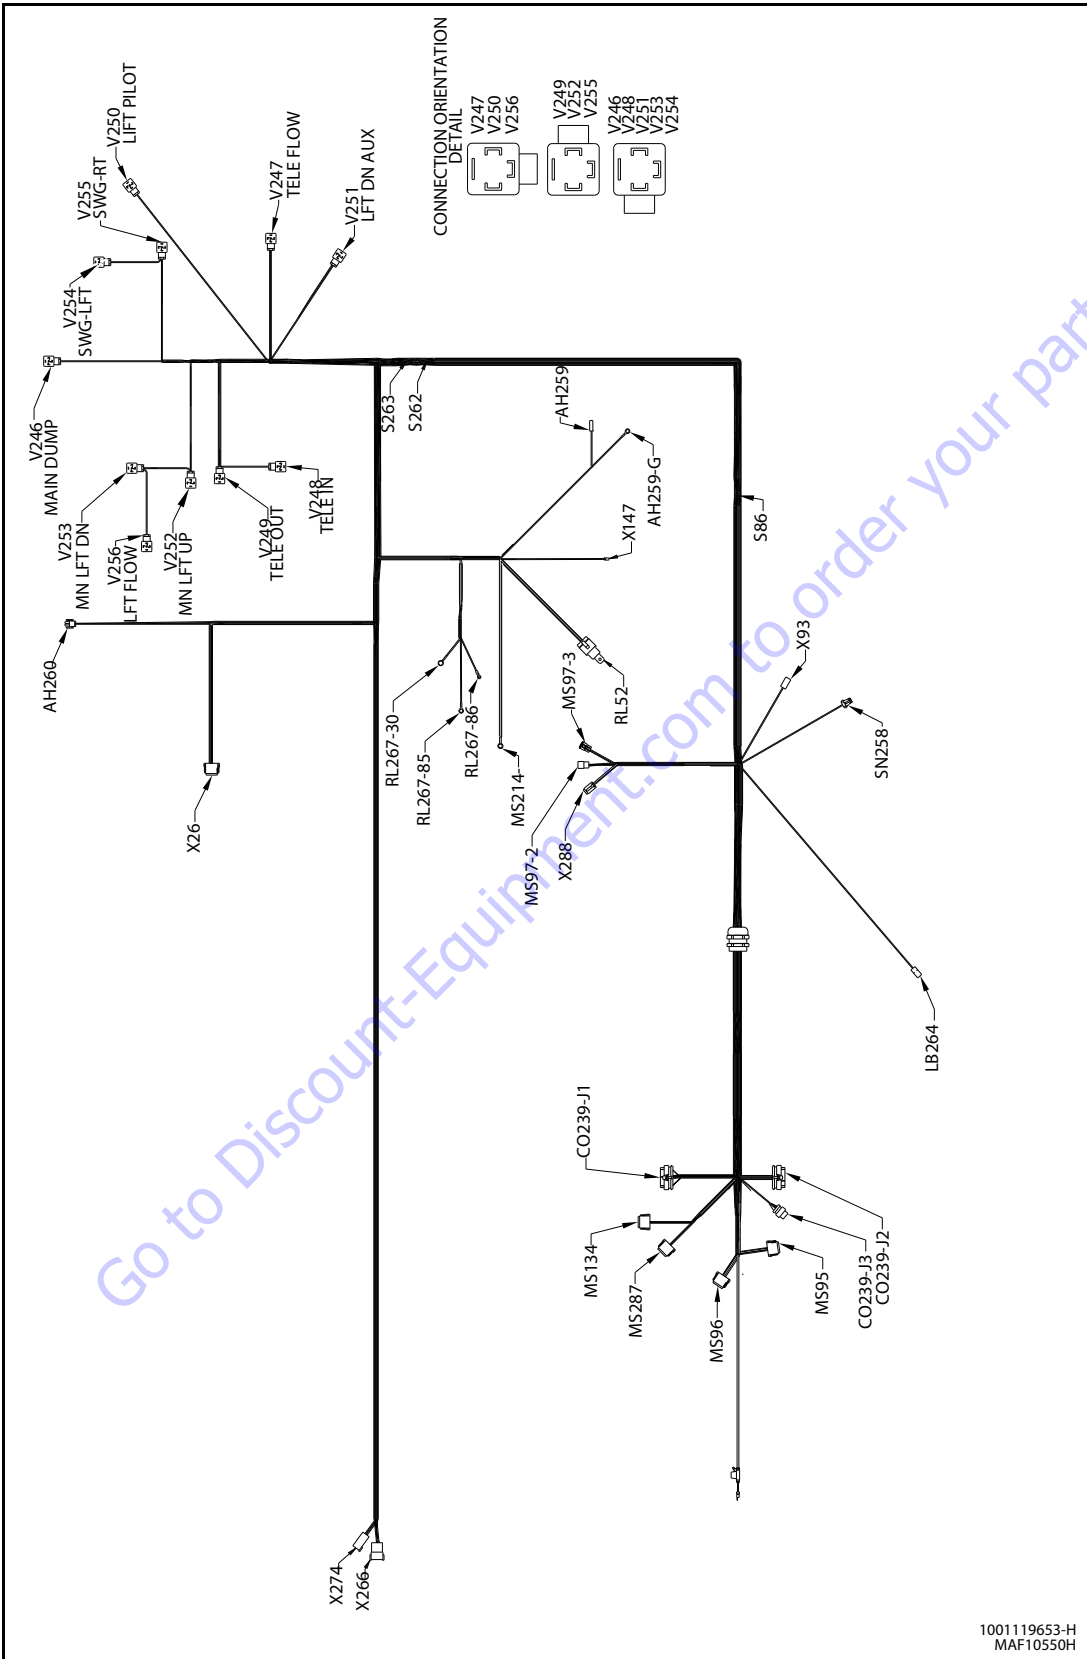 CONNECTION ORIENTATION
DETAIL
V247
V250
V256
V249
V252
V255
V246
V248
V251
V253
V254
V250
LIFT PILOT
V255
SWG-RT
V254
SWG-LFT
V247
TELE FLOW
V251
LFT DN AUX
V246
MAIN DUMP
V253
MN LFT DN
V256
LFT FLOW
V252
MN LFT UP
V249
TELE OUT
V248
TELE IN
AH260
X26
S263
S262
AH259
AH259-G
X147
S86
RL267-30
RL267-85
RL267-86
MS214
RL52
MS97-3
MS97-2
X288
X93
SN258
LB264
CO239-J1
MS134
MS287
MS96
MS95
CO239-J3
CO239-J2
X274
X266
Go to Discount-Equipment.com to order your part
1001119653-H
MAF10550H